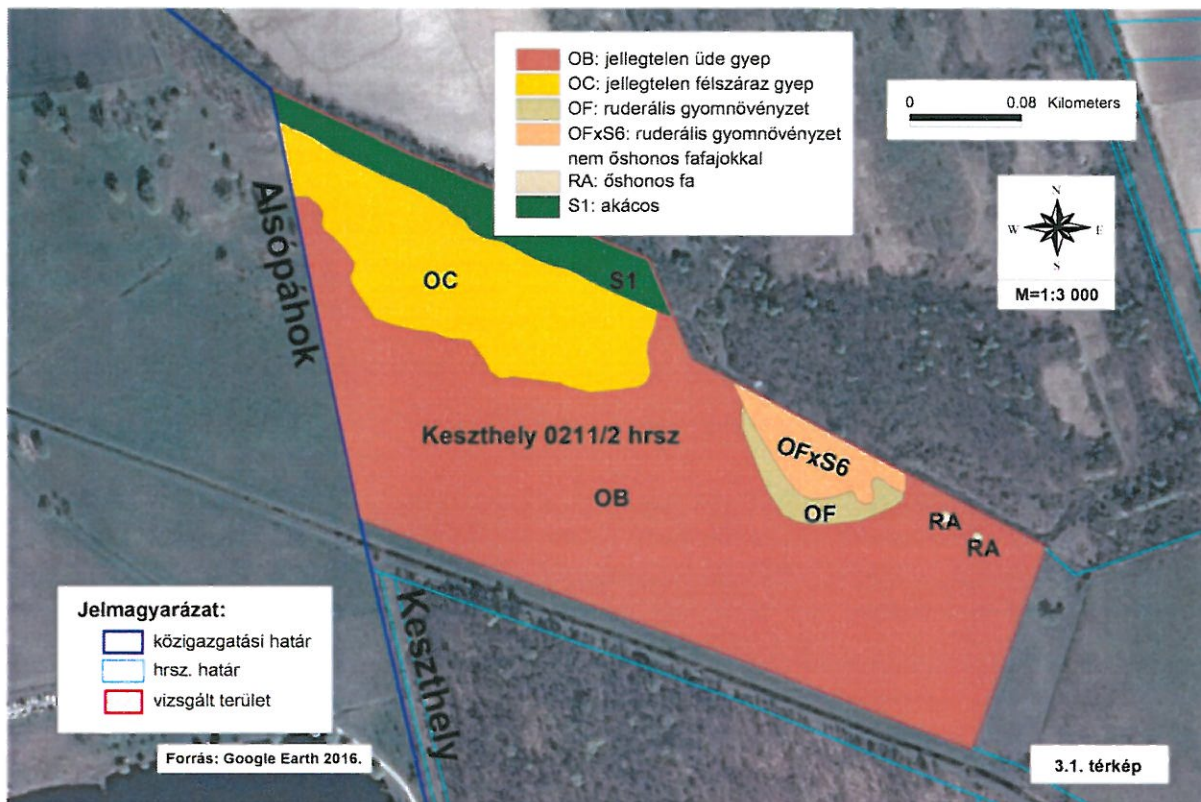 OB: jellegtelen üde gyep
OC: jellegtelen félszáraz gyep
OF: ruderális gyomnövényzet
OFxS6: ruderális gyomnövényzet
nem őshonos fafajokkal
RA: őshonos fa
S1: akácos
0 0.08 Kilometers
N
W E
S
M=1:3 000
Alsópáhok
OC
S1
Keszthely 0211/2 hrsz
OFxS6
OB
OF
RA
RA
Keszthely
Jelmagyarázat:
közigazgatási határ
hrsz. határ
vizsgált terület
Forrás: Google Earth 2016.
3.1. térkép